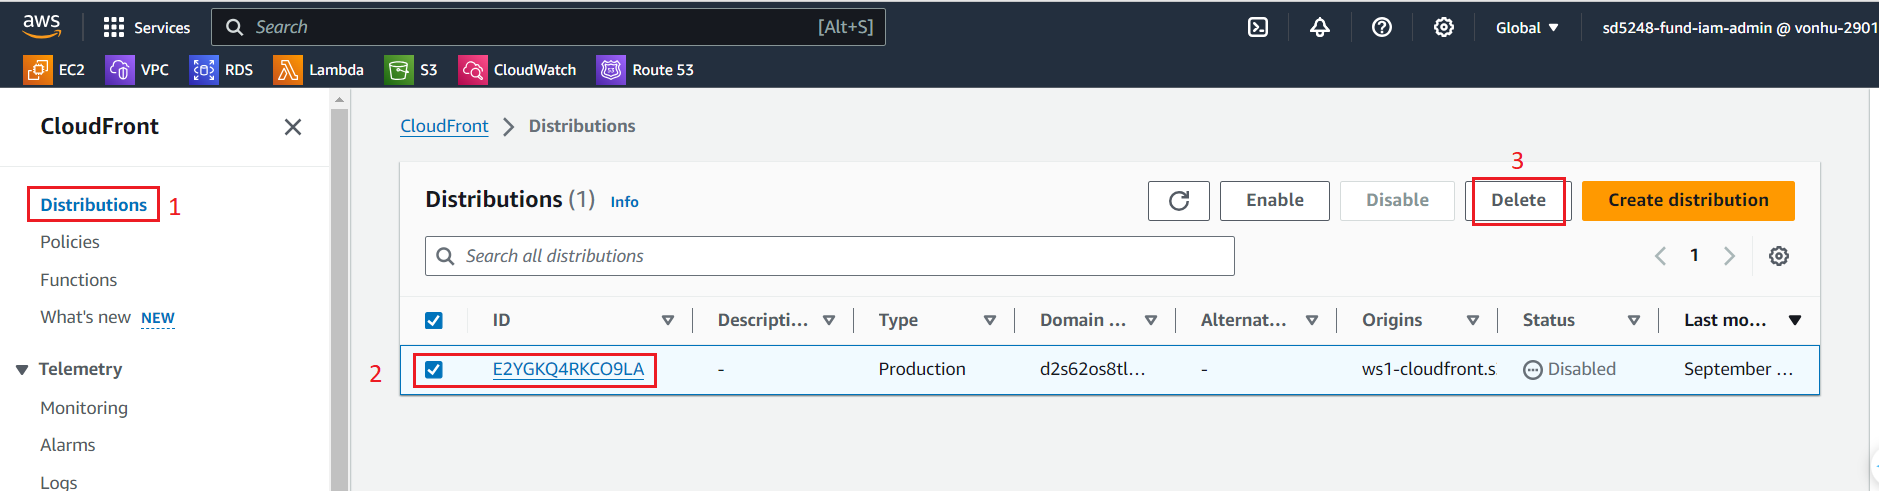 aws Services Search [Alt+S] Global sd5248-fund-iam-admin @ vonhu-2901
EC2 VPC RDS Lambda S3 CloudWatch Route 53
CloudFront
Distributions 1
Policies
Functions
What's new NEW
Telemetry
Monitoring
Alarms
Logs
CloudFront Distributions
3
Distributions (1) Info Enable Disable Delete Create distribution
Search all distributions 1
ID Descripti... Type Domain ... Alternat... Origins Status Last mo...
2 E2YGKQ4RKCO9LA - Production d2s62os8tl... - ws1-cloudfront.s Disabled September ...